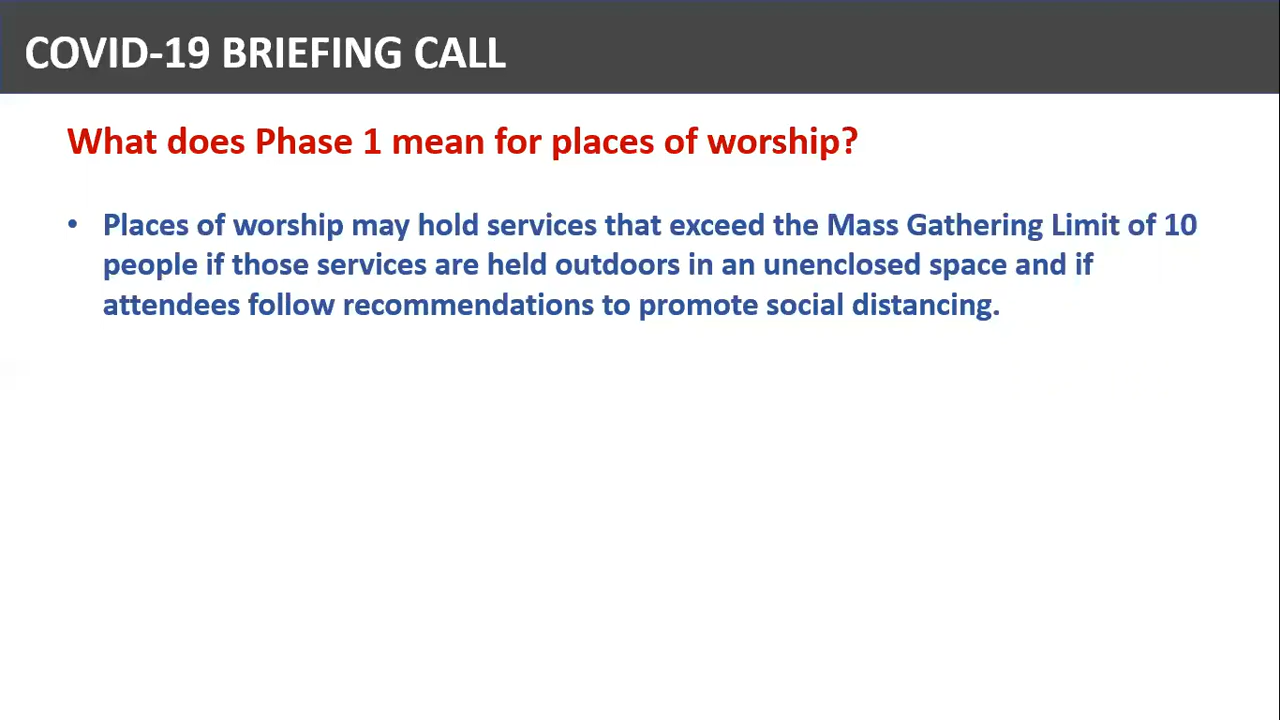 COVID-19 BRIEFING CALL
What does Phase 1 mean for places of worship?
• Places of worship may hold services that exceed the Mass Gathering Limit of 10
people if those services are held outdoors in an unenclosed space and if
attendees follow recommendations to promote social distancing.